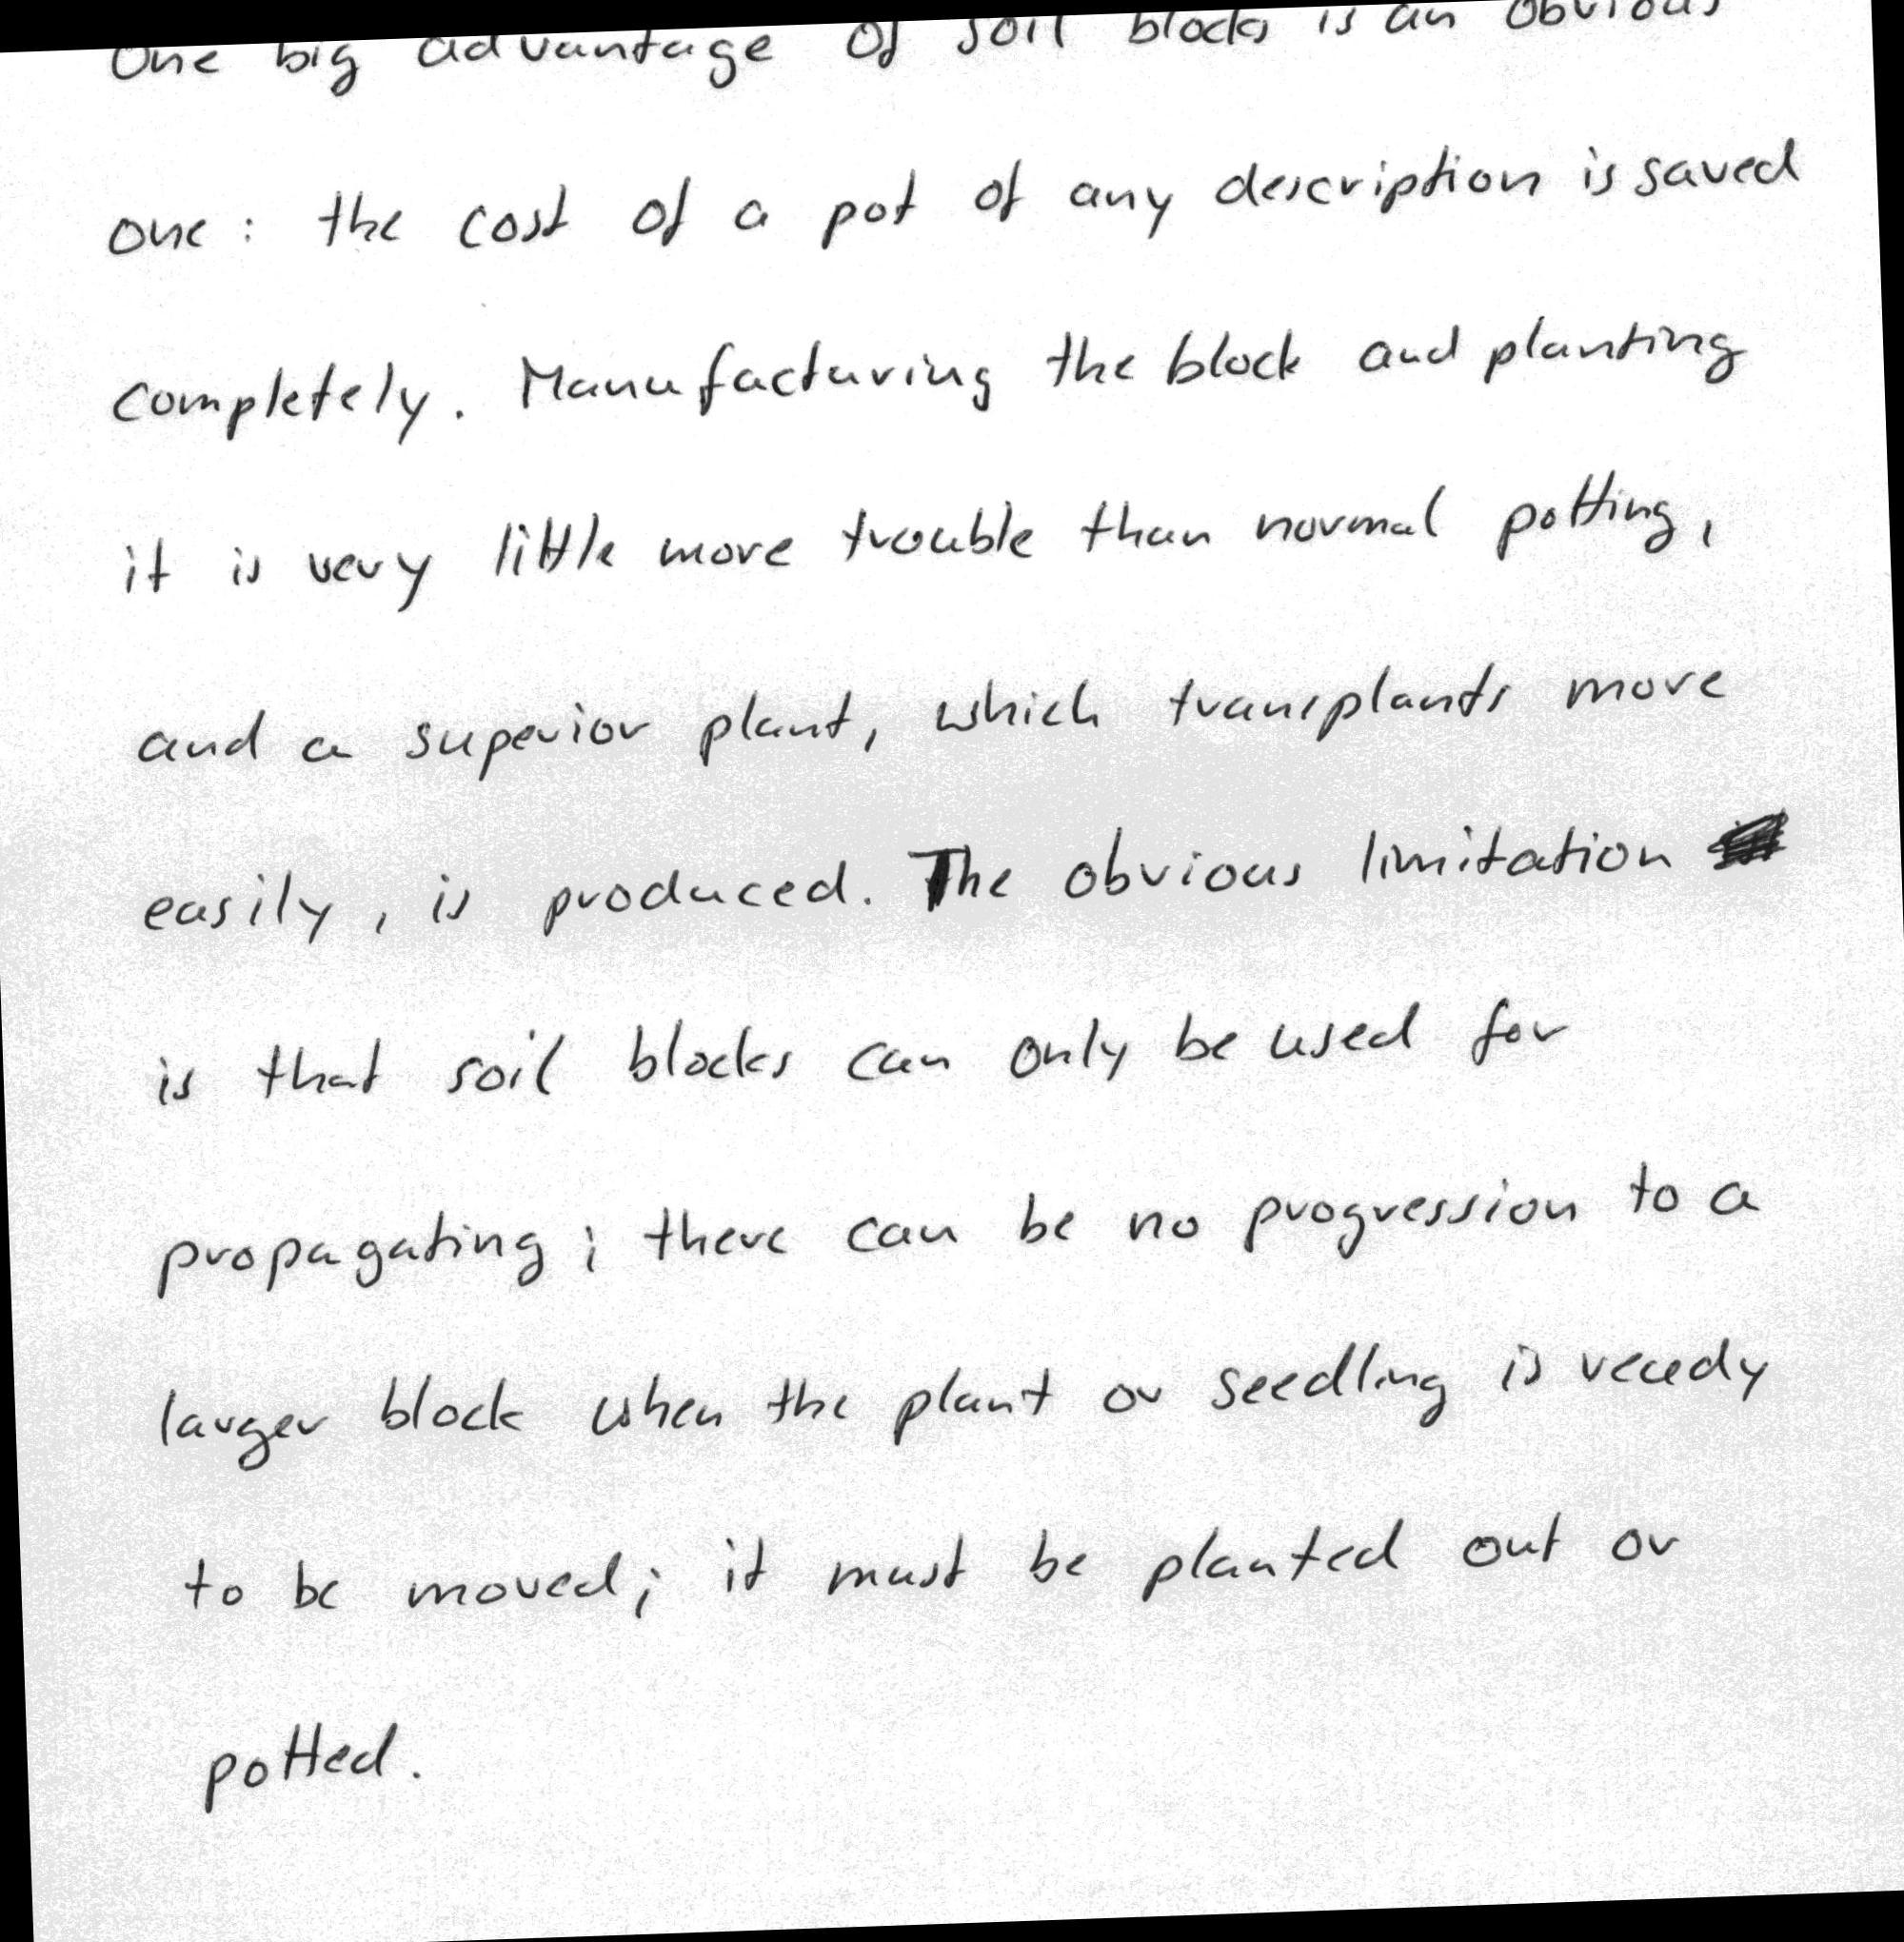 One big advantage of soil blocks is an obvious
one: the cost of a pot of any description is saved
completely. Manufacturing the block and planting
it is very little more trouble than normal potting,
and a superior plant, which transplants more
easily, is produced. The obvious limitation
is that soil blocks can only be used for
propagating; there can be no progression to a
larger block when the plant or seedling is ready
to be moved; it must be planted out or
potted.